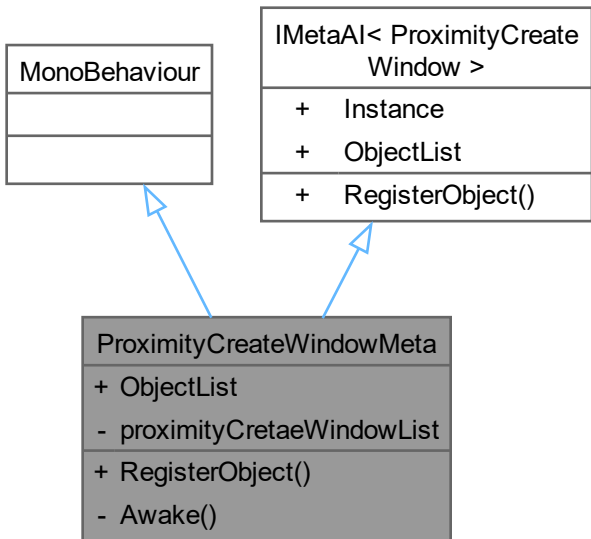 MonoBehaviour
IMetaAI< ProximityCreate
Window >
+ Instance
+ ObjectList
+ RegisterObject()
ProximityCreateWindowMeta
+ ObjectList
- proximityCretaeWindowList
+ RegisterObject()
- Awake()